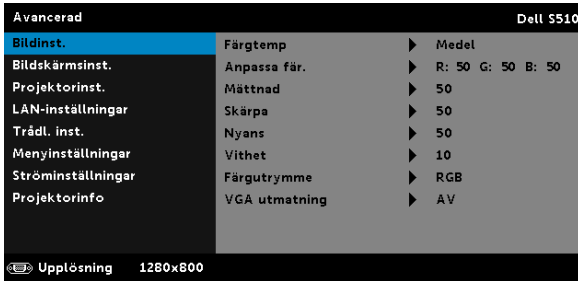 Avancerad Dell S510
Bildinst. Färgtemp Medel
Bildskärmsinst. Anpassa fär. R: 50 G: 50 B: 50
Projektorinst. Mättnad 50
LAN-inställningar Skärpa 50
Trådl. inst. Nyans 50
Menyinställningar Vithet 10
Ströminställningar Färgutrymme RGB
Projektorinfo VGA utmatning AV
Upplösning 1280x800